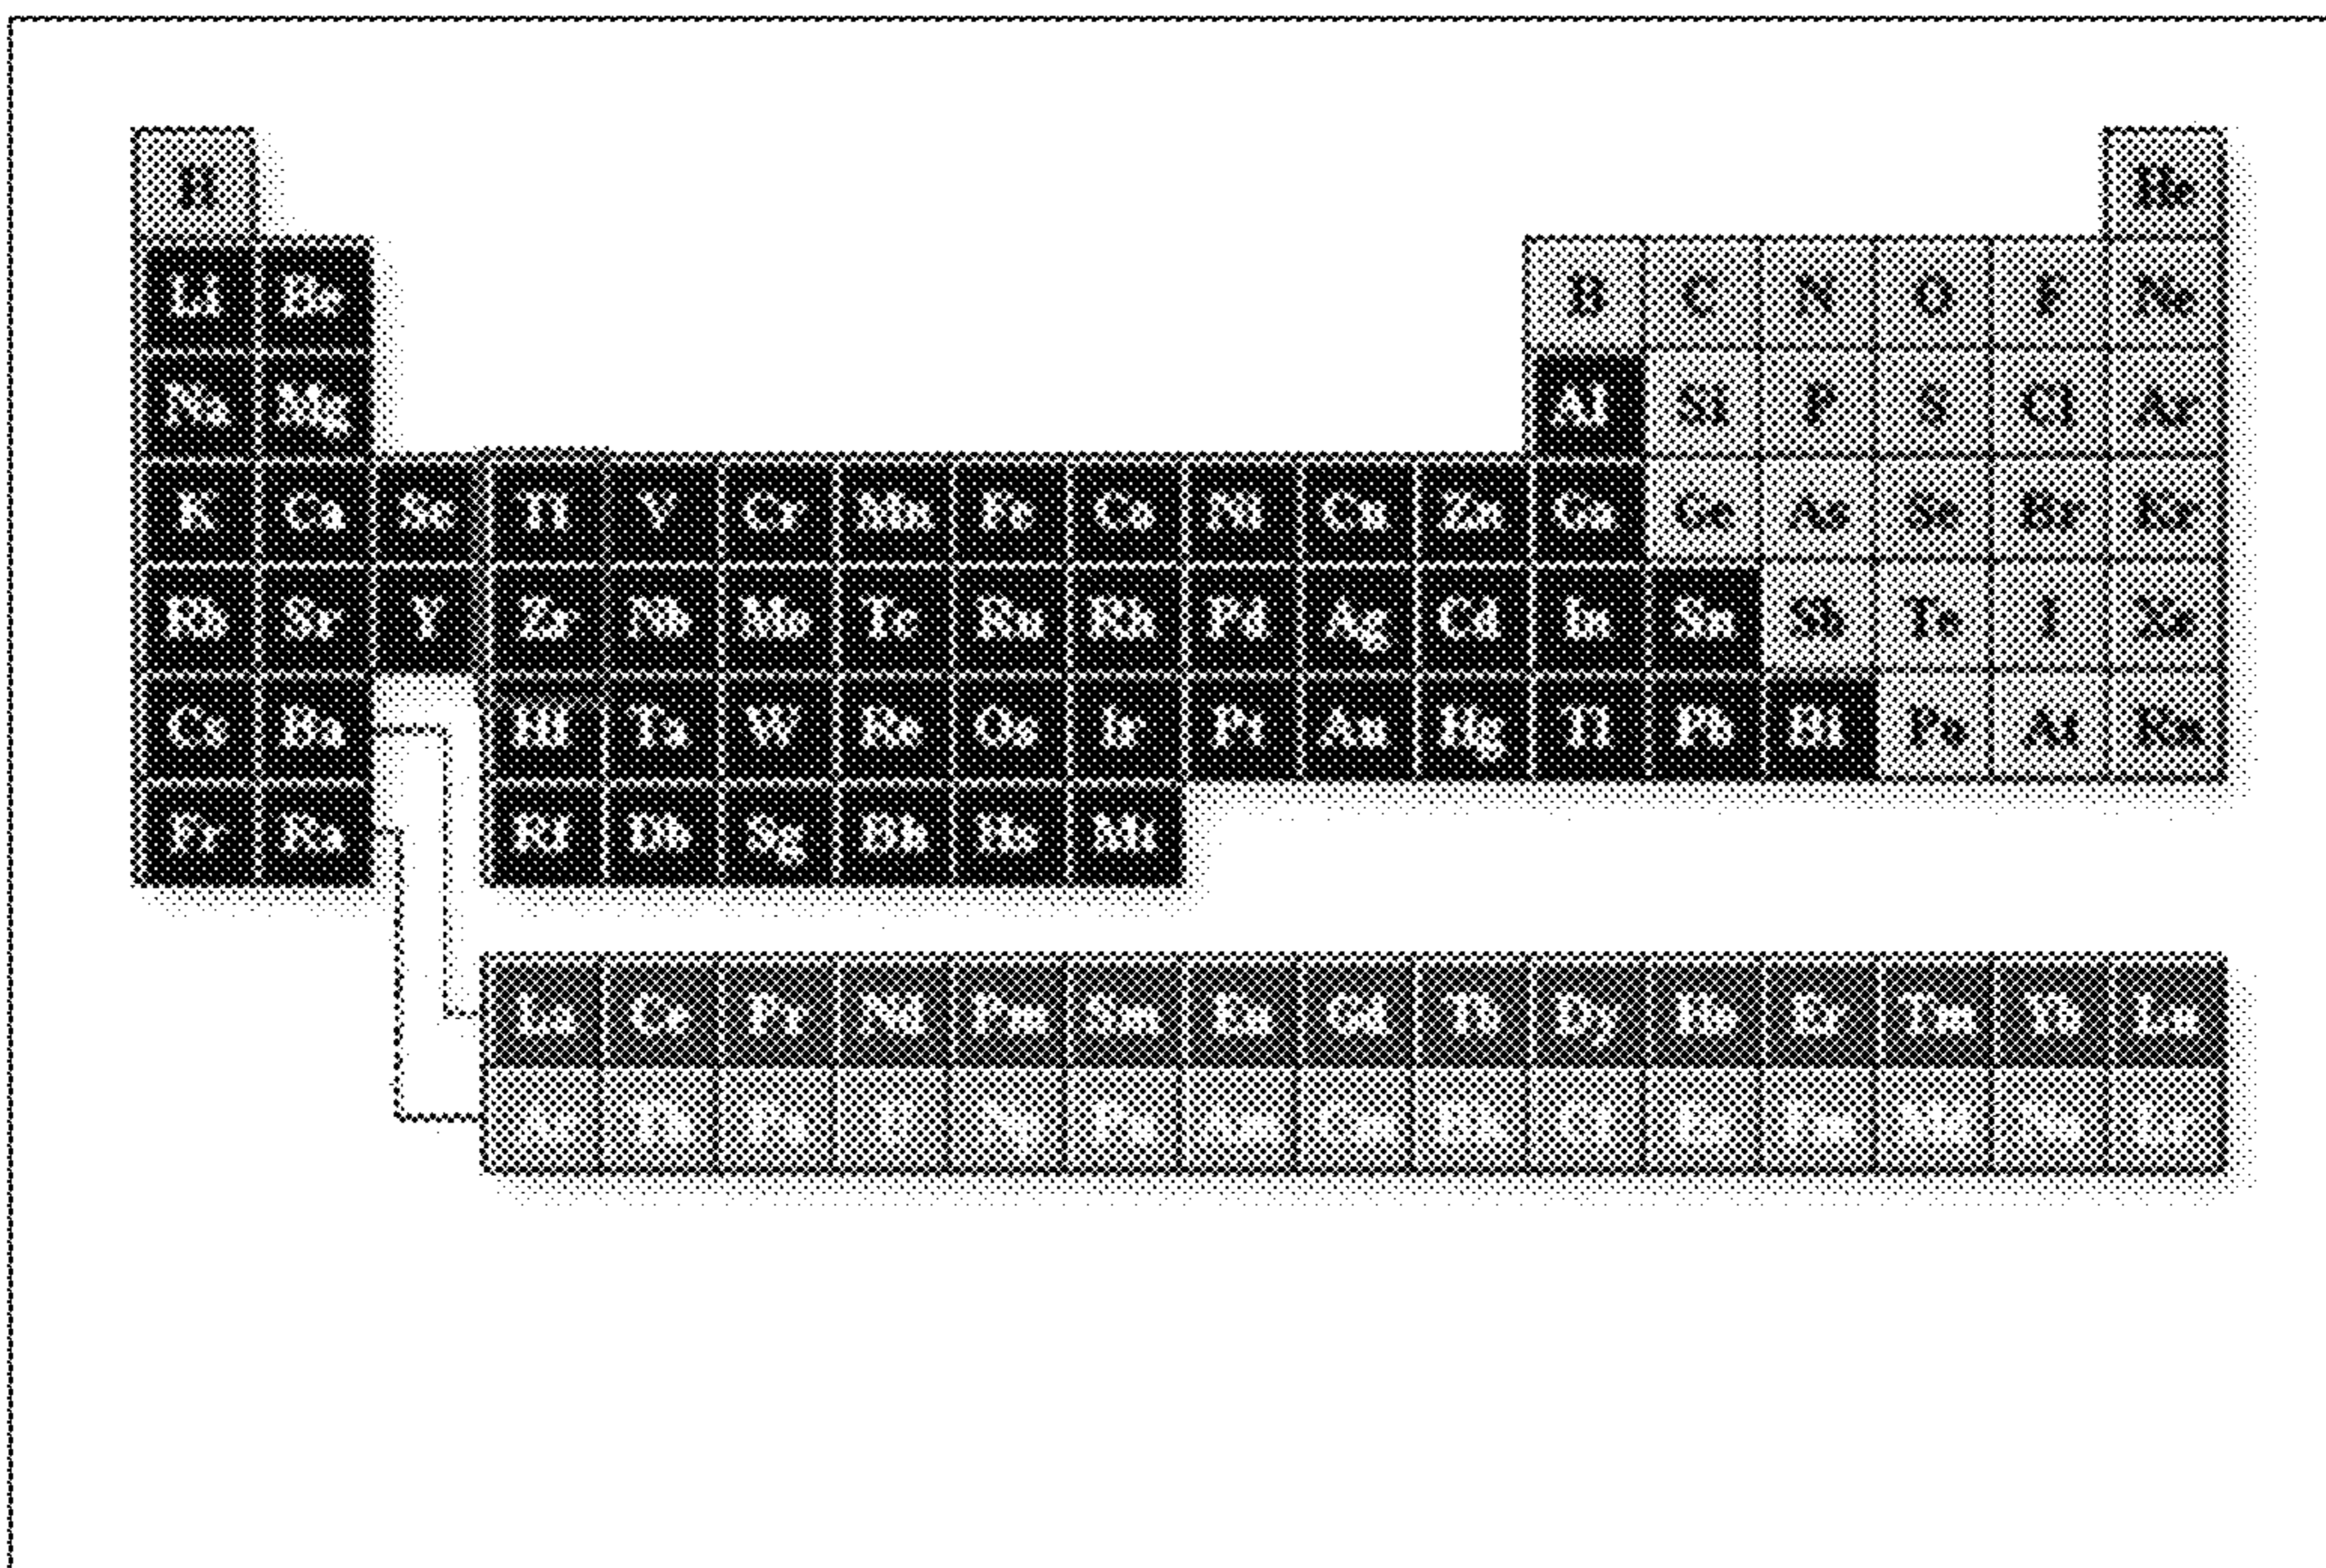 H He
Li Be B C N O F Ne
Na Mg Al Si P S Cl Ar
K Ca Sc Ti V Cr Mn Fe Co Ni Cu Zn Ga Ge As Se Br Kr
Rb Sr Y Zr Nb Mo Tc Ru Rh Pd Ag Cd In Sn Sb Te I Xe
Cs Ba Hf Ta W Re Os Ir Pt Au Hg Tl Pb Bi Po At Rn
Fr Ra Rf Db Sg Bh Hs Mt
La Ce Pr Nd Pm Sm Eu Gd Tb Dy Ho Er Tm Yb Lu
Th Np Cm